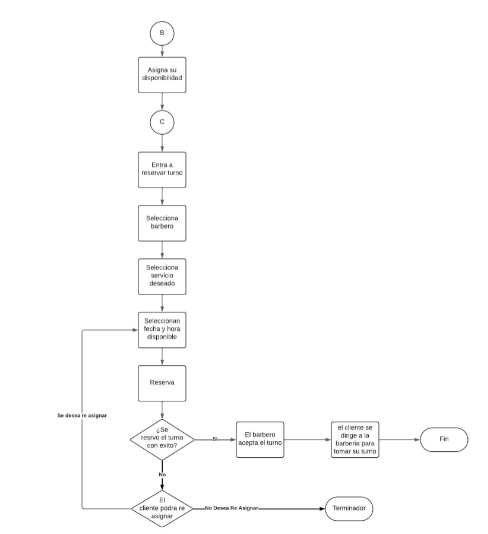 B
Asigna su
disponibilidad
C
Entra a
reservar turno
Selecciona
barbero
Selecciona
servicio
deseado
Seleccionan
fecha y hora
disponible
Se desea re asignar
Reserva
¿Se
resrvo el turno
con exito?
SI
El barbero
acepta el turno
el cliente se
dirige a la
barberia para
tomar su turno
Fin
No
El
cliente podra re
asignar
No Desea Re Asignar
Terminador